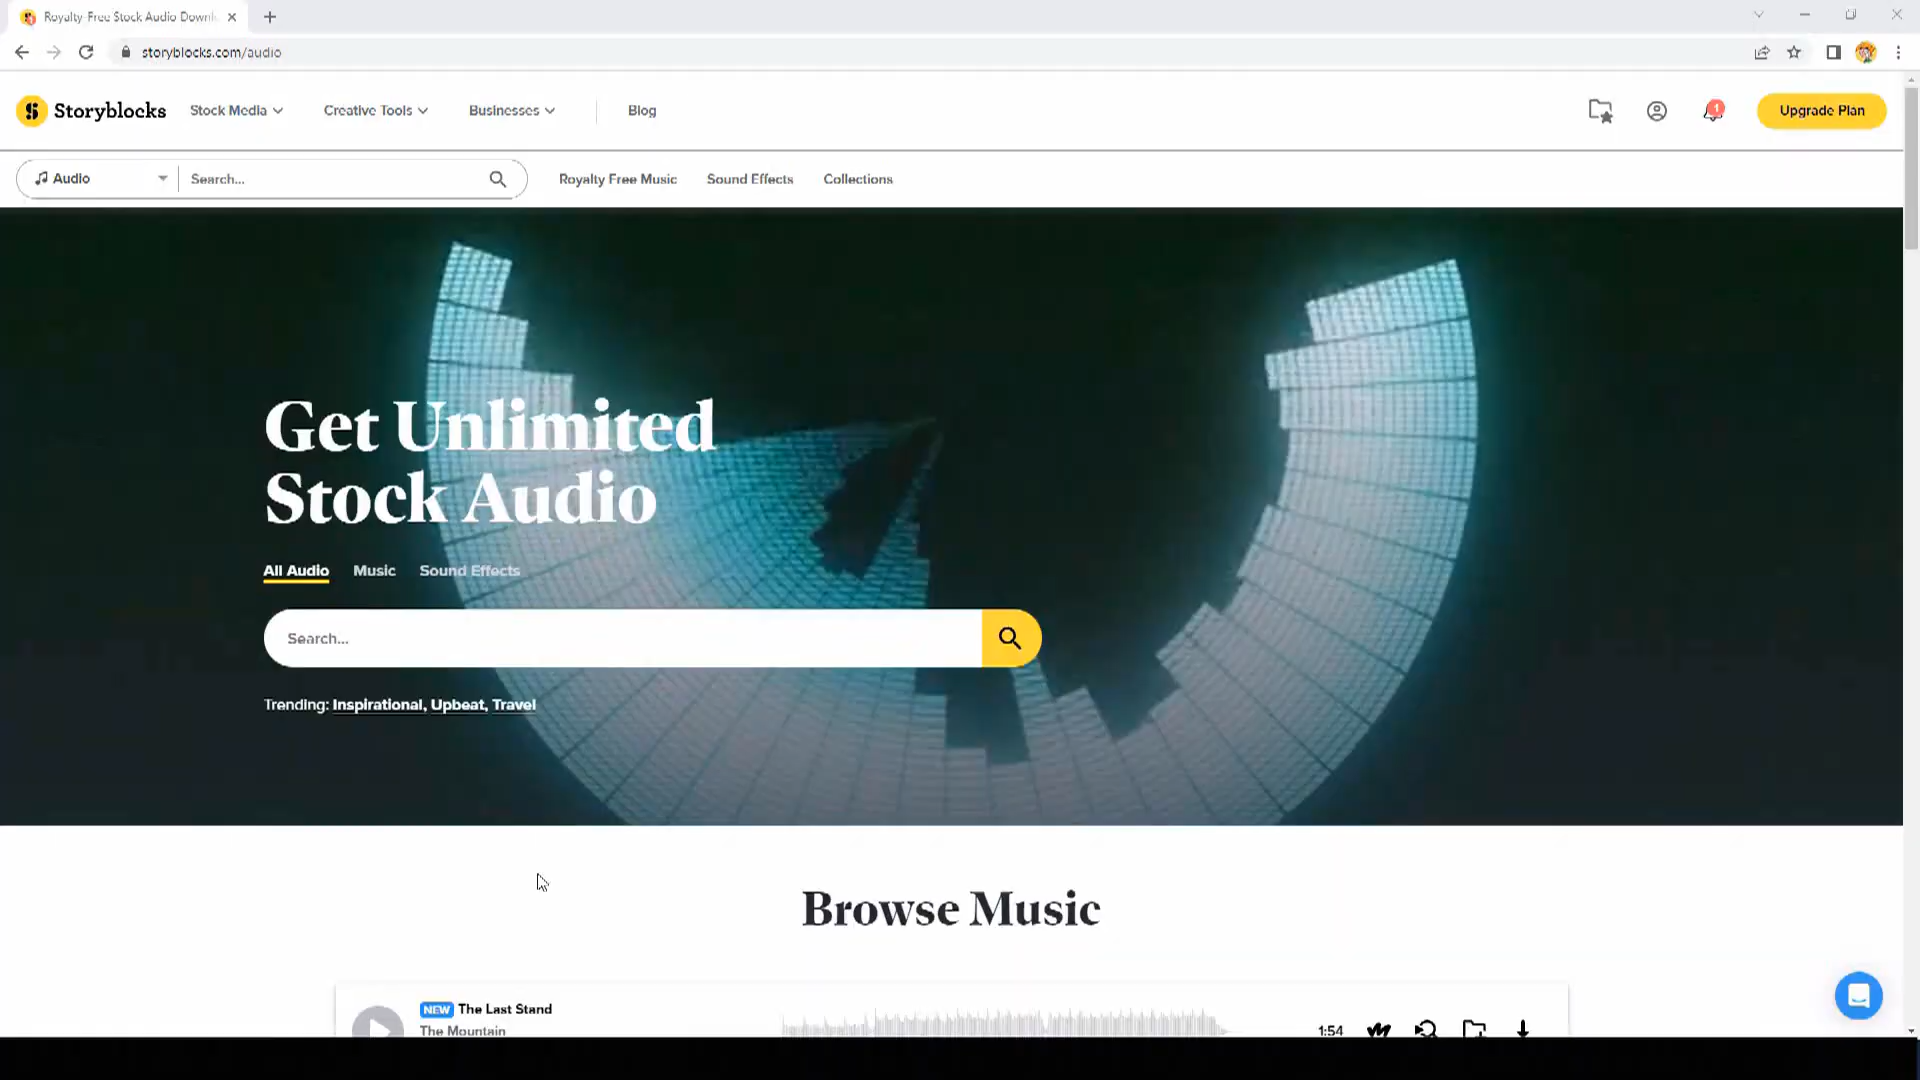 Royalty-Free Stock Audio Downl
storyblocks.com/audio
Storyblocks
Stock Media
Creative Tools
Businesses
Blog
1
Upgrade Plan
Audio
Search...
Royalty Free Music
Sound Effects
Collections
Get Unlimited
Stock Audio
All Audio
Music
Sound Effects
Search...
Trending: Inspirational, Upbeat, Travel
Browse Music
NEW The Last Stand
The Mountain
1:54